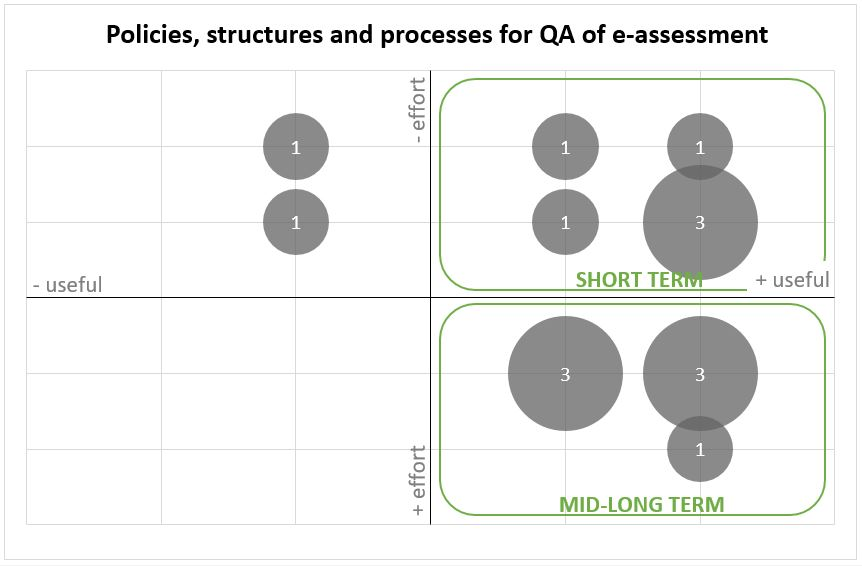 Policies, structures and processes for QA of e-assessment
- effort
1
1
1
1
1
3
SHORT TERM
- useful
+ useful
3
3
1
+ effort
MID-LONG TERM